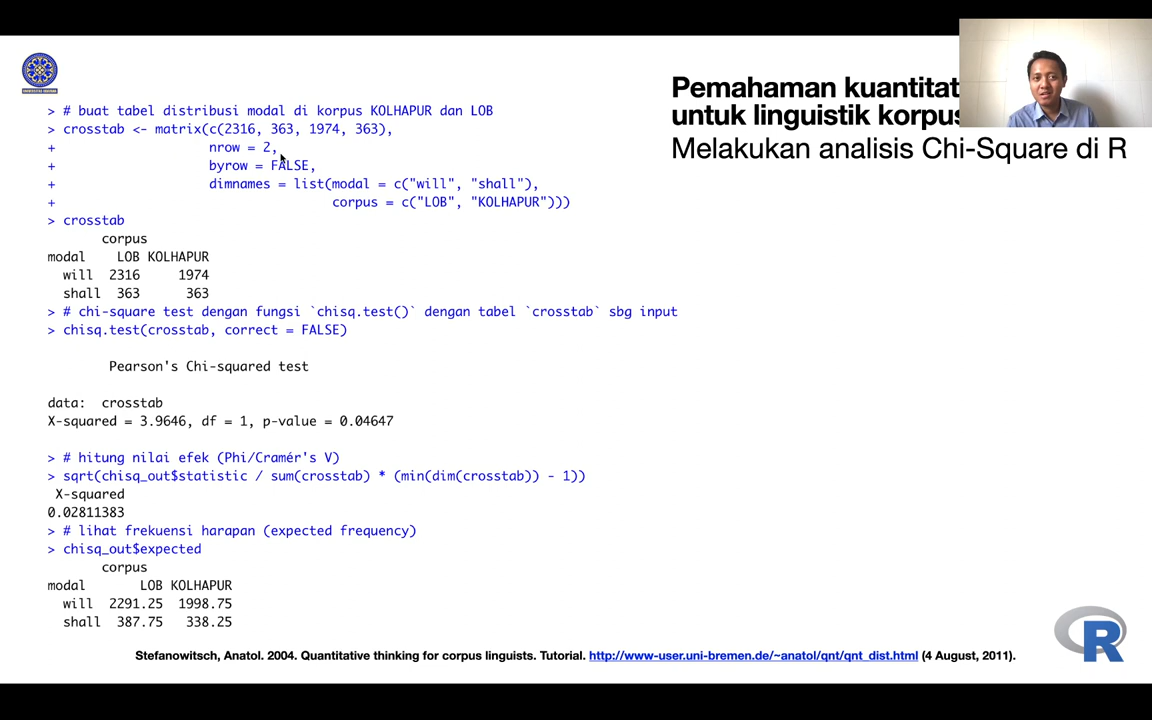 > # buat tabel distribusi modal di korpus KOLHAPUR dan LOB
> crosstab <- matrix(c(2316, 363, 1974, 363),
+ nrow = 2,
+ byrow = FALSE,
+ dimnames = list(modal = c("will", "shall"),
+ corpus = c("LOB", "KOLHAPUR")))
> crosstab
corpus
modal LOB KOLHAPUR
will 2316 1974
shall 363 363
> # chi-square test dengan fungsi `chisq.test()` dengan tabel `crosstab` sbg input
> chisq.test(crosstab, correct = FALSE)
Pearson's Chi-squared test
data: crosstab
X-squared = 3.9646, df = 1, p-value = 0.04647
> # hitung nilai efek (Phi/Cramér's V)
> sqrt(chisq_out$statistic / sum(crosstab) * (min(dim(crosstab)) - 1))
X-squared
0.02811383
> # lihat frekuensi harapan (expected frequency)
> chisq_out$expected
corpus
modal LOB KOLHAPUR
will 2291.25 1998.75
shall 387.75 338.25
Pemahaman kuantitat
untuk linguistik korpus
Melakukan analisis Chi-Square di R
R
Stefanowitsch, Anatol. 2004. Quantitative thinking for corpus linguists. Tutorial. http://www-user.uni-bremen.de/~anatol/qnt/qnt_dist.html (4 August, 2011).